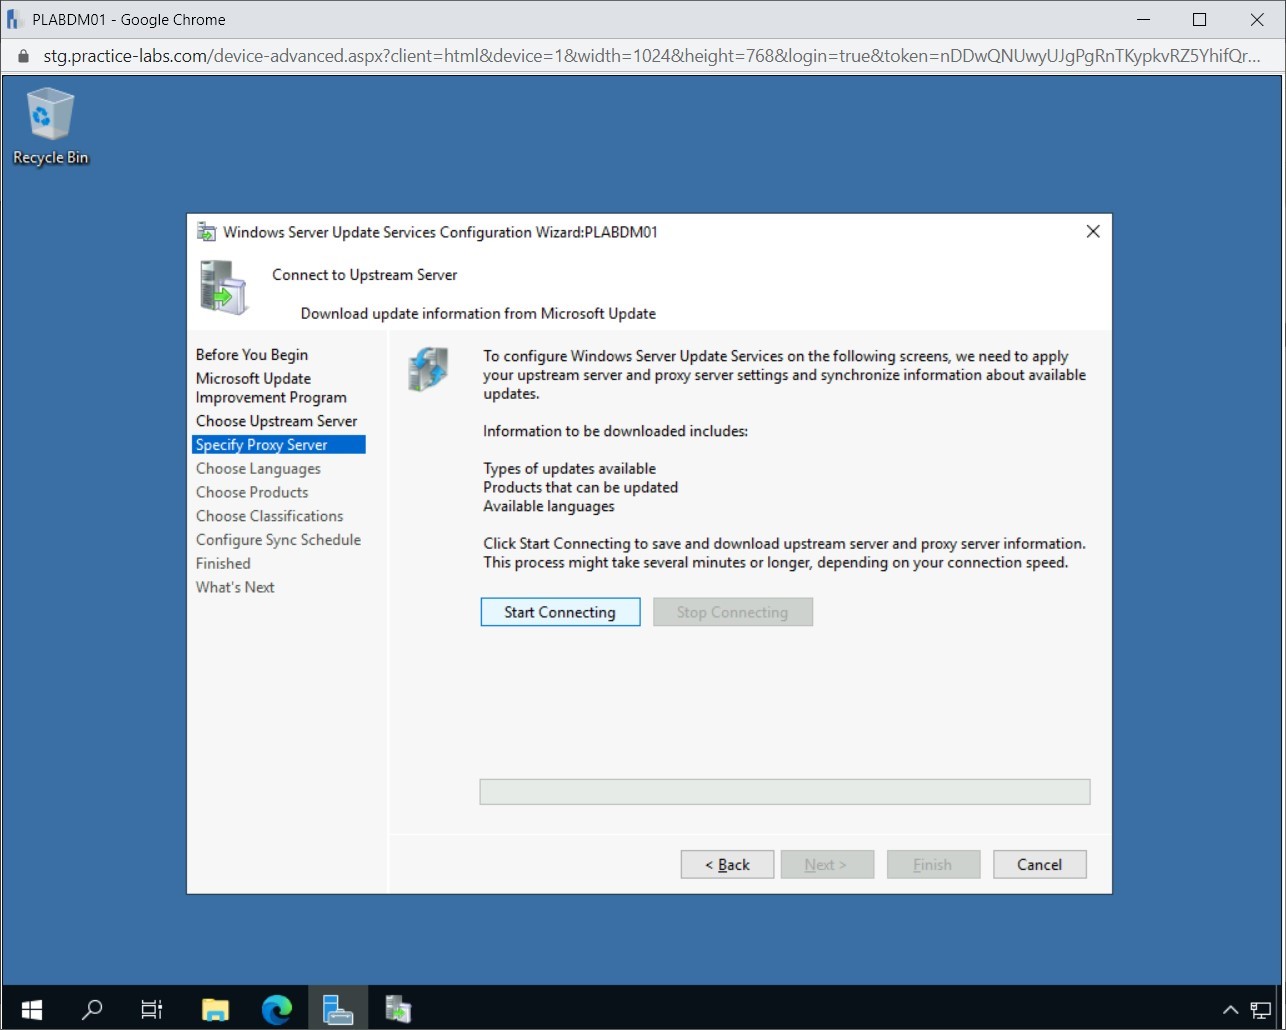 PLABDM01 - Google Chrome
stg.practice-labs.com/device-advanced.aspx?client=html&device=1&width=1024&height=768&login=true&token=nDDwQNUwyUJgPgRnTKypkvRZ5YhifQr...
Recycle Bin
Windows Server Update Services Configuration Wizard:PLABDM01
Connect to Upstream Server
Download update information from Microsoft Update
Before You Begin
Microsoft Update
Improvement Program
Choose Upstream Server
Specify Proxy Server
Choose Languages
Choose Products
Choose Classifications
Configure Sync Schedule
Finished
What's Next
To configure Windows Server Update Services on the following screens, we need to apply
your upstream server and proxy server settings and synchronize information about available
updates.
Information to be downloaded includes:
Types of updates available
Products that can be updated
Available languages
Click Start Connecting to save and download upstream server and proxy server information.
This process might take several minutes or longer, depending on your connection speed.
Start Connecting
Stop Connecting
< Back
Next >
Finish
Cancel